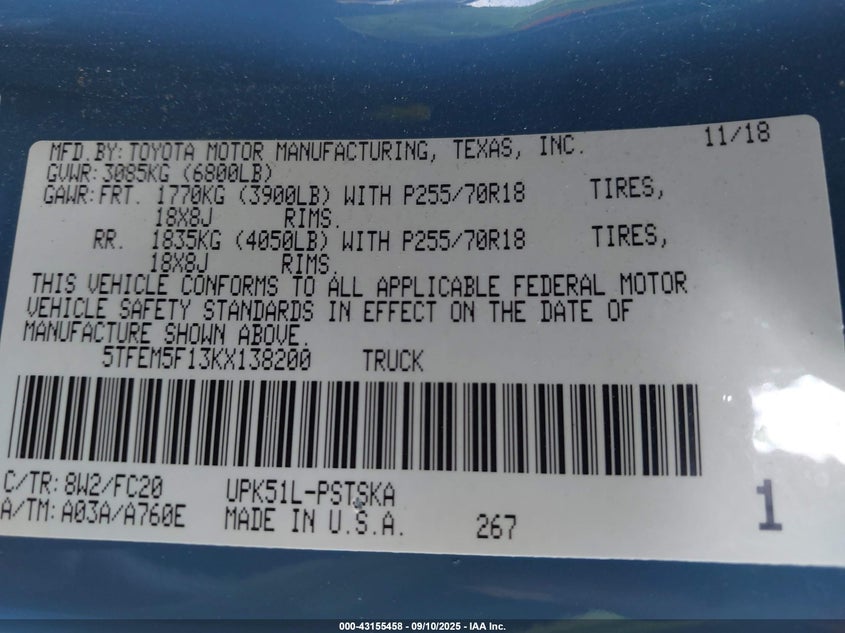 MFD.BY:TOYOTA MOTOR MANUFACTURING, TEXAS, INC. 11/18
GVWR:3085KG (6800LB)
GAWR:FRT. 1770KG (3900LB) WITH P255/70R18 TIRES,
18X8J RIMS.
RR. 1835KG (4050LB) WITH P255/70R18 TIRES,
18X8J RIMS.
THIS VEHICLE CONFORMS TO ALL APPLICABLE FEDERAL MOTOR
VEHICLE SAFETY STANDARDS IN EFFECT ON THE DATE OF
MANUFACTURE SHOWN ABOVE.
5TFEM5F13KX138200 TRUCK
C/TR:8W2/FC20 UPK51L-PSTSKA
A/TM:A03A/A760E MADE IN U.S.A. 267 1
000-43155458 - 09/10/2025 - IAA Inc.